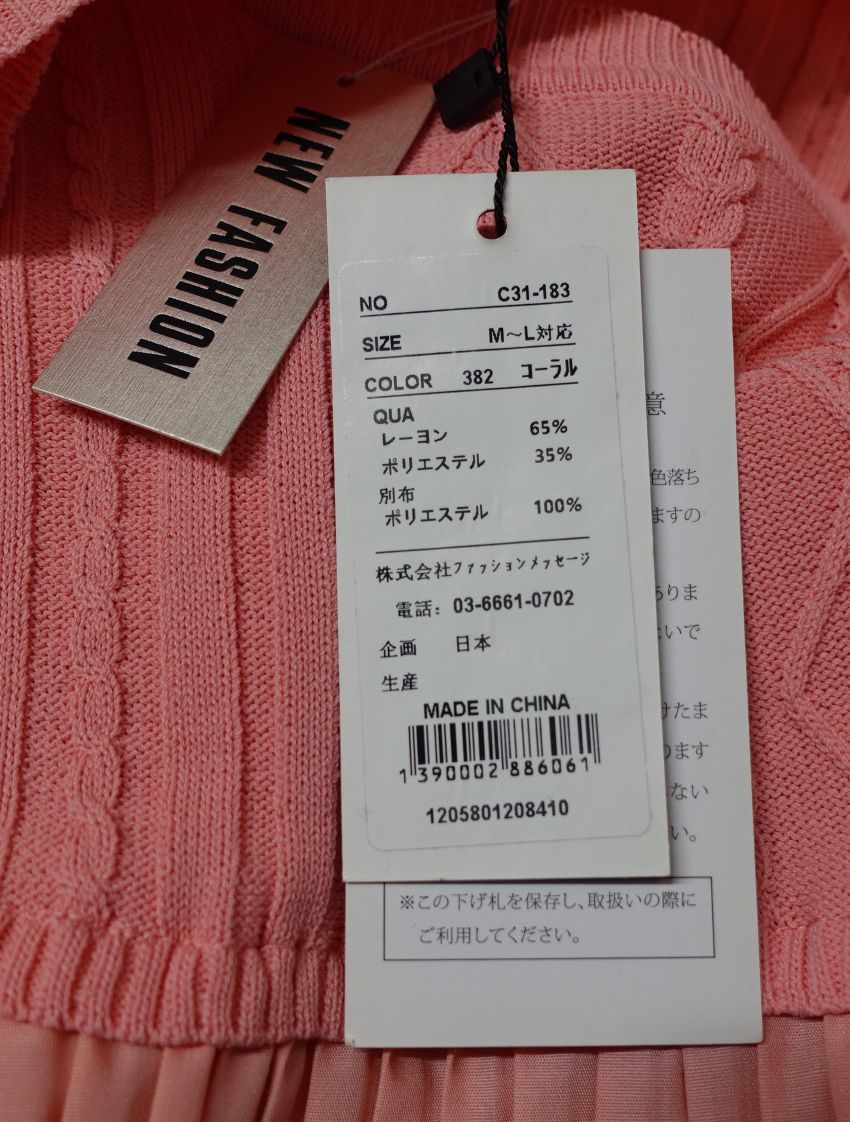 NEW FASHION
NO C31-183
SIZE M～L対応
COLOR 382 コーラル
QUA
レーヨン 65%
ポリエステル 35%
別布
ポリエステル 100%
株式会社ファッションメッセージ
電話: 03-6661-0702
企画 日本
生産
MADE IN CHINA
1390002886061
1205801208410
意
色落ち
ますの
ありま
ないで
けたま
ります
ない
い。
※この下げ札を保存し、取扱いの際に
ご利用してください。